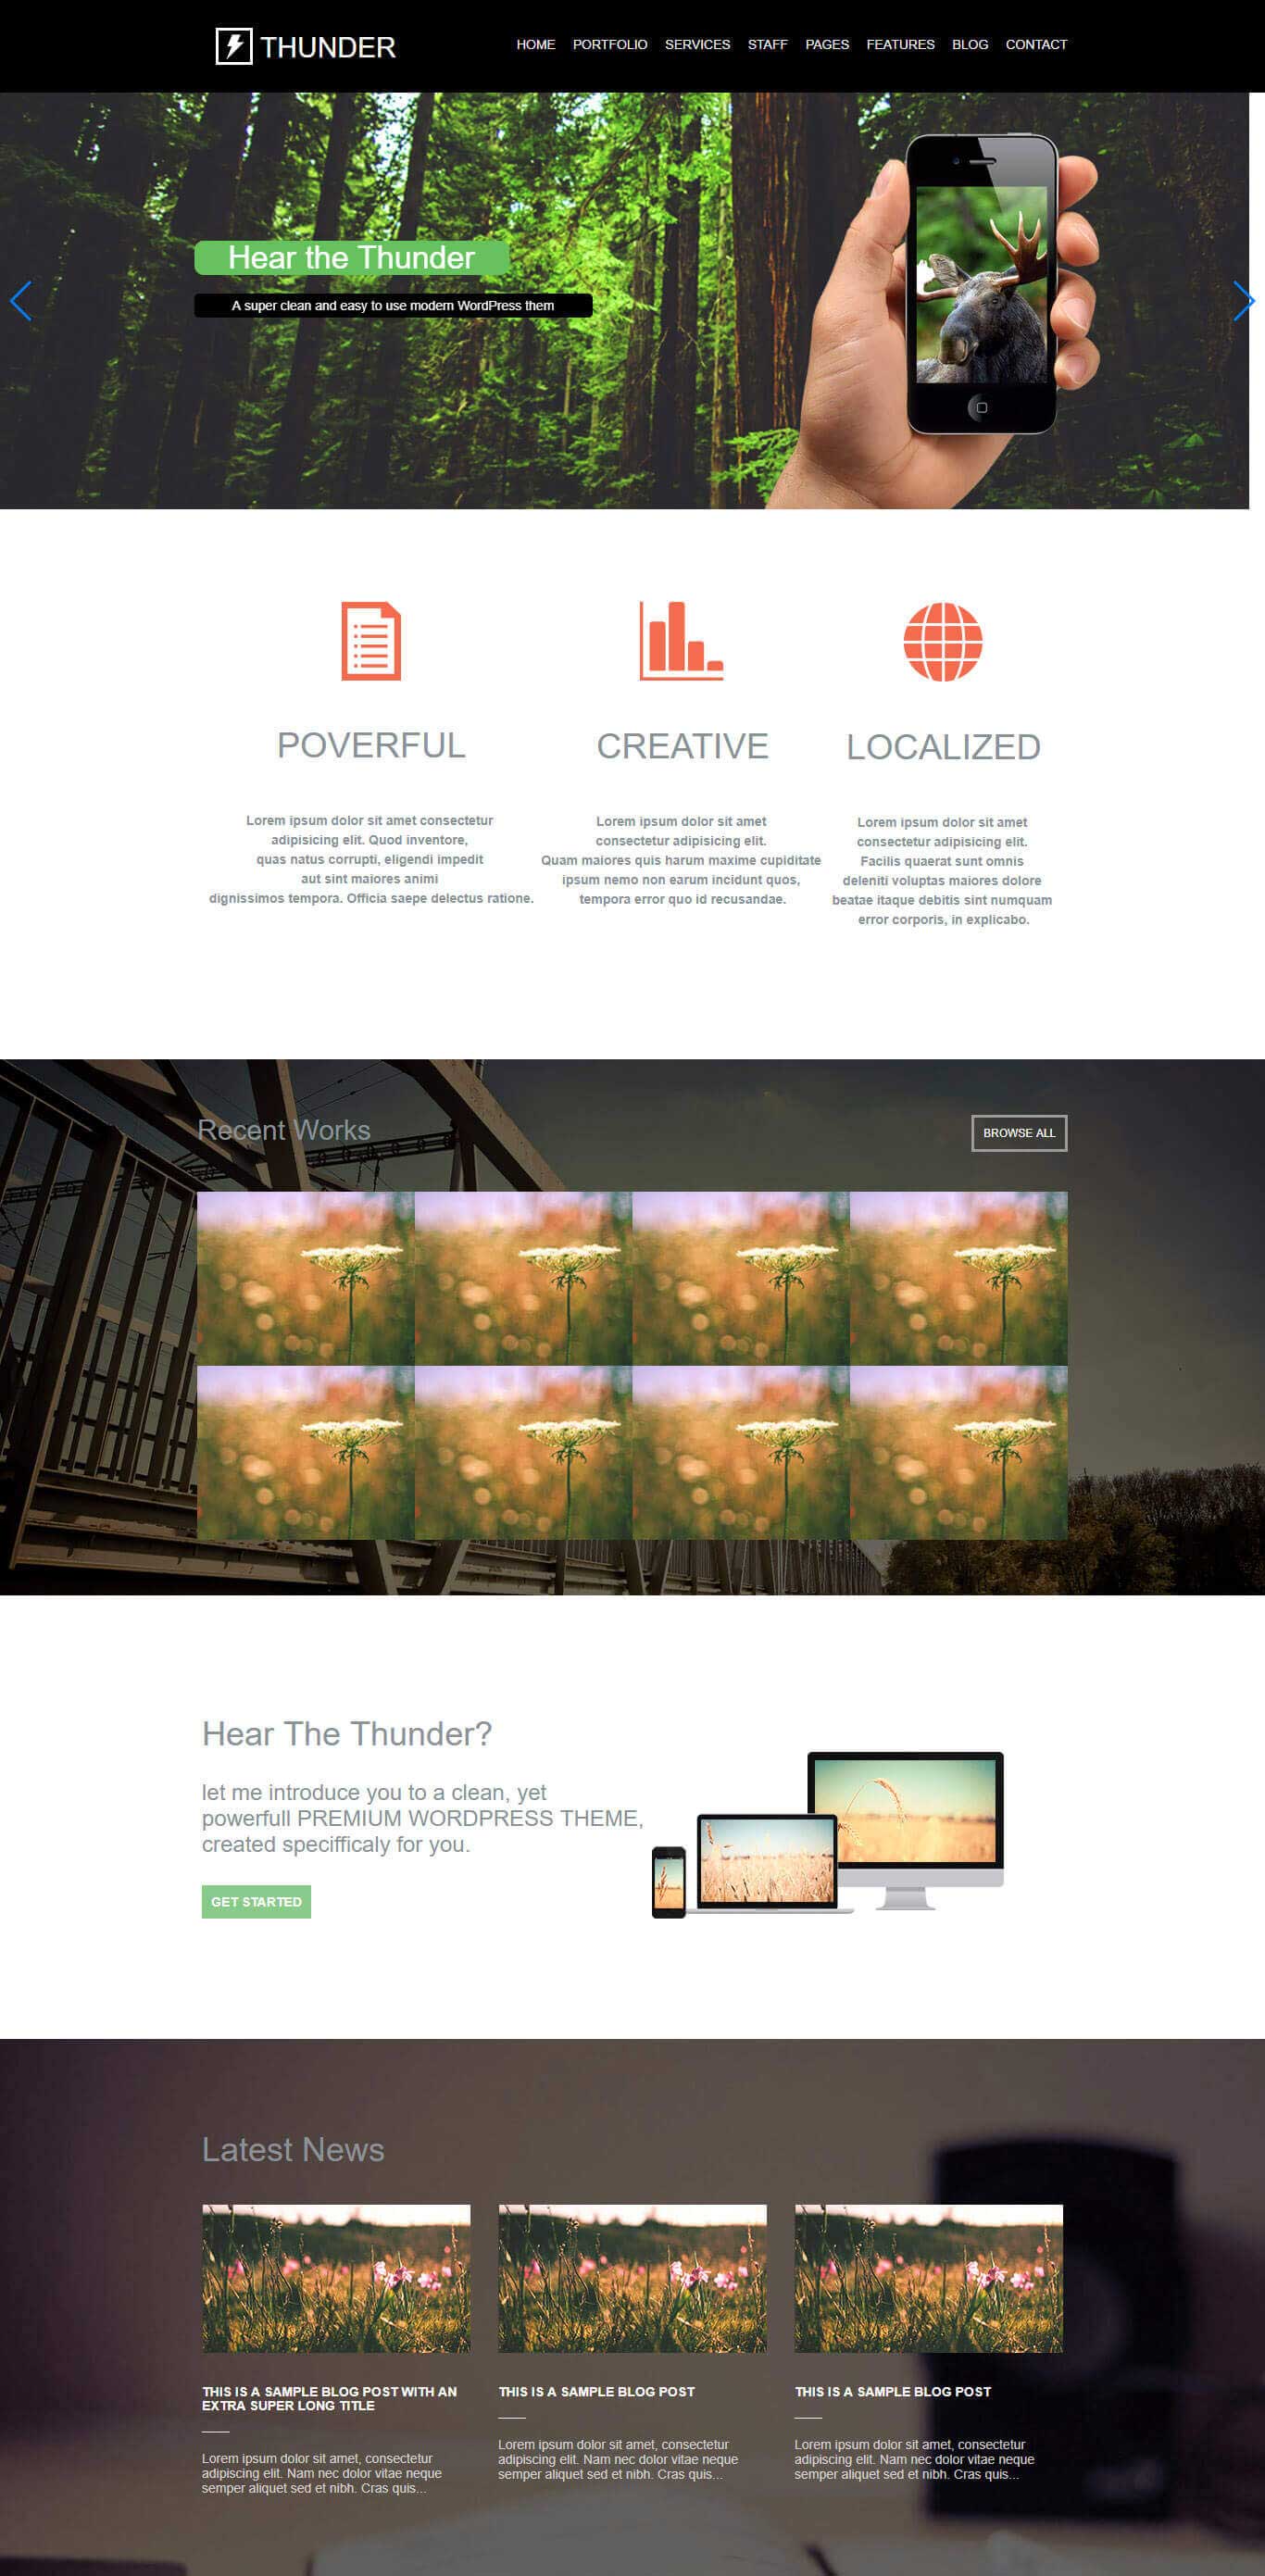 THUNDER
HOME PORTFOLIO SERVICES STAFF PAGES FEATURES BLOG CONTACT
Hear the Thunder
A super clean and easy to use modern WordPress them
POVERFUL
Lorem ipsum dolor sit amet consectetur
adipisicing elit. Quod inventore,
quas natus corrupti, eligendi impedit
aut sint maiores animi
dignissimos tempora. Officia saepe delectus ratione.
CREATIVE
Lorem ipsum dolor sit amet
consectetur adipisicing elit.
Quam maiores quis harum maxime cupiditate
ipsum nemo non earum incidunt quos,
tempora error quo id recusandae.
LOCALIZED
Lorem ipsum dolor sit amet
consectetur adipisicing elit.
Facilis quaerat sunt omnis
deleniti voluptas maiores dolore
beatae itaque debitis sint numquam
error corporis, in explicabo.
Recent Works
BROWSE ALL
Hear The Thunder?
let me introduce you to a clean, yet
powerfull PREMIUM WORDPRESS THEME,
created specifficaly for you.
GET STARTED
Latest News
THIS IS A SAMPLE BLOG POST WITH AN
EXTRA SUPER LONG TITLE
Lorem ipsum dolor sit amet, consectetur
adipiscing elit. Nam nec dolor vitae neque
semper aliquet sed et nibh. Cras quis...
THIS IS A SAMPLE BLOG POST
Lorem ipsum dolor sit amet, consectetur
adipiscing elit. Nam nec dolor vitae neque
semper aliquet sed et nibh. Cras quis...
THIS IS A SAMPLE BLOG POST
Lorem ipsum dolor sit amet, consectetur
adipiscing elit. Nam nec dolor vitae neque
semper aliquet sed et nibh. Cras quis...